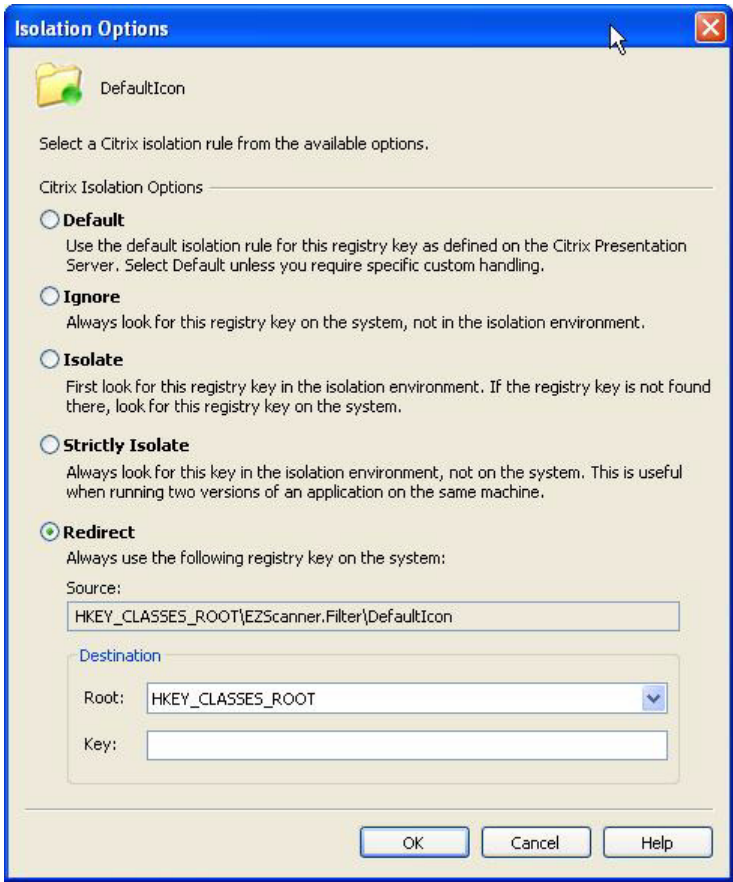 Isolation Options
DefaultIcon
Select a Citrix isolation rule from the available options.
Citrix Isolation Options
Default
Use the default isolation rule for this registry key as defined on the Citrix Presentation
Server. Select Default unless you require specific custom handling.
Ignore
Always look for this registry key on the system, not in the isolation environment.
Isolate
First look for this registry key in the isolation environment. If the registry key is not found
there, look for this registry key on the system.
Strictly Isolate
Always look for this key in the isolation environment, not on the system. This is useful
when running two versions of an application on the same machine.
Redirect
Always use the following registry key on the system:
Source:
HKEY_CLASSES_ROOT\EZScanner.Filter\DefaultIcon
Destination
Root: HKEY_CLASSES_ROOT
Key:
OK Cancel Help